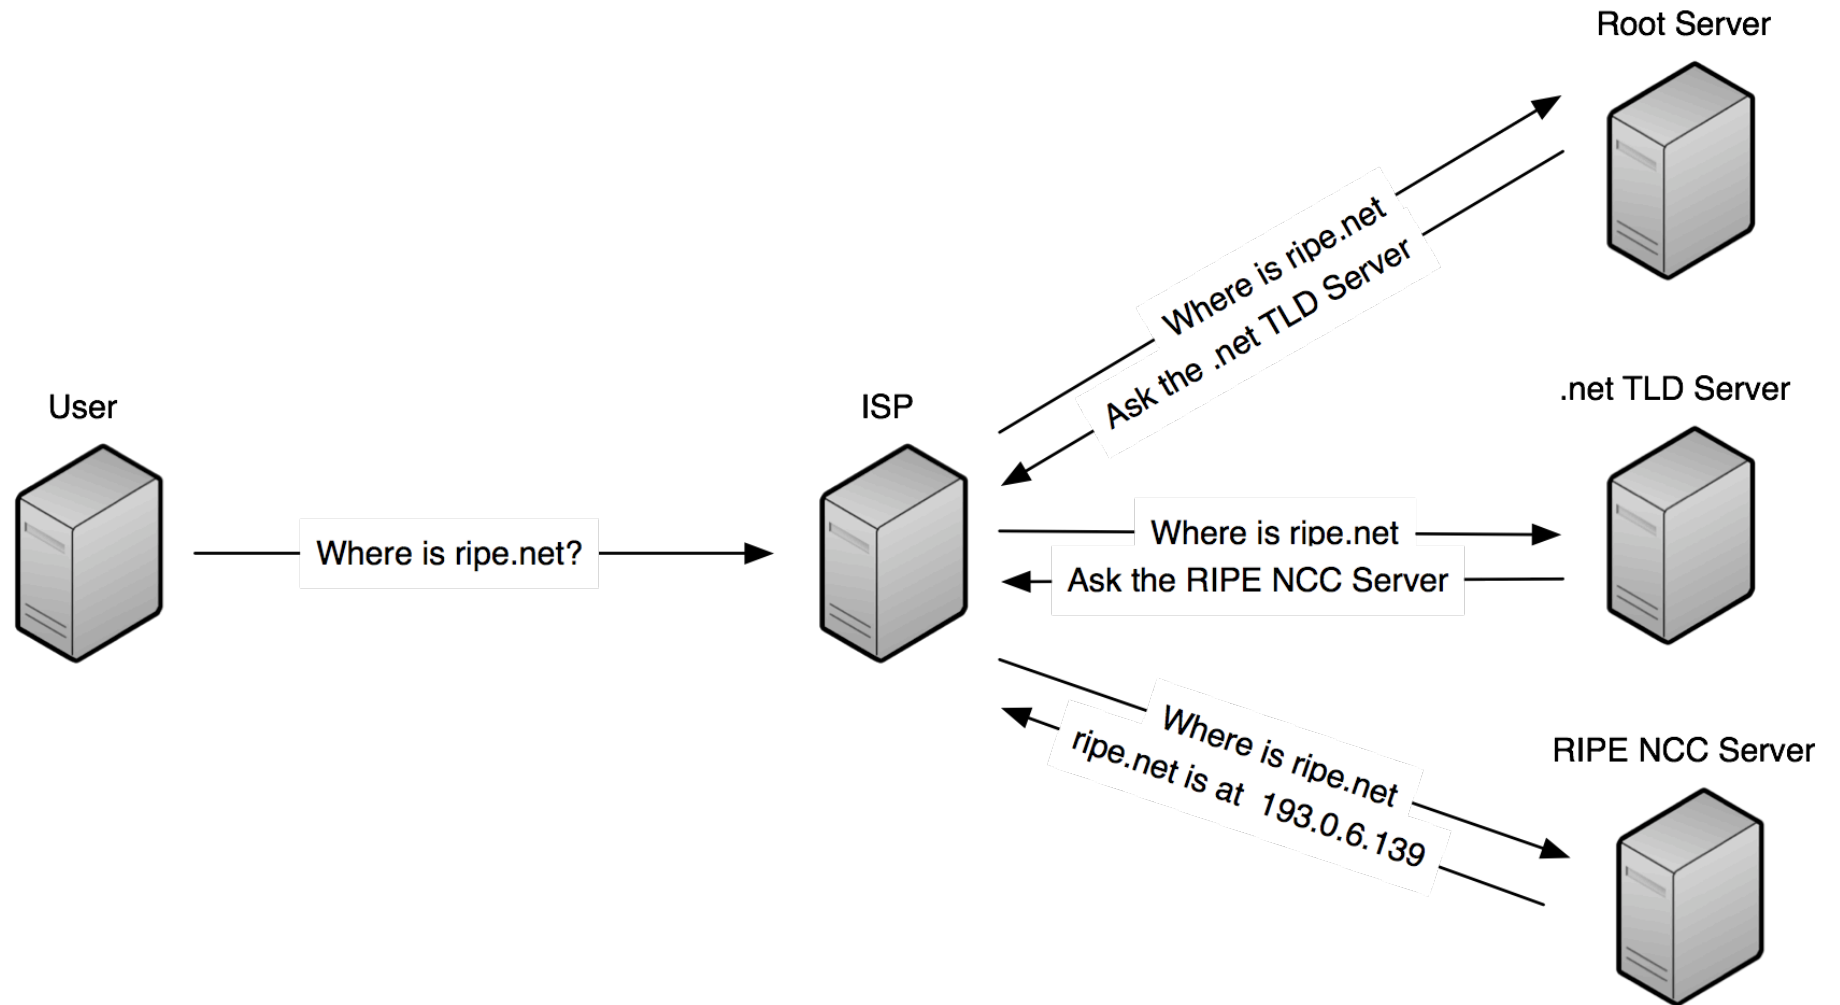 Root Server
Where is ripe.net
Ask the .net TLD Server
User
ISP
.net TLD Server
Where is ripe.net?
Where is ripe.net
Ask the RIPE NCC Server
Where is ripe.net
ripe.net is at 193.0.6.139
RIPE NCC Server